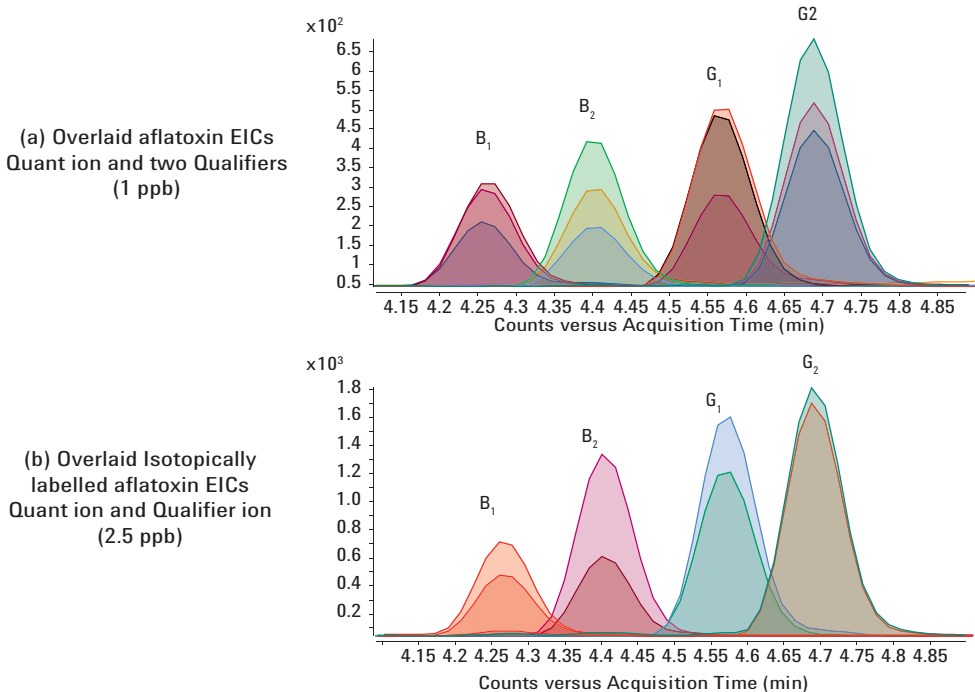 (a) Overlaid aflatoxin EICs
Quant ion and two Qualifiers
(1 ppb)
x10²
6.5
6
5.5
5
4.5
4
3.5
3
2.5
2
1.5
1
0.5
B₁
B₂
G₁
G2
4.15 4.2 4.25 4.3 4.35 4.4 4.45 4.5 4.55 4.6 4.65 4.7 4.75 4.8 4.85
Counts versus Acquisition Time (min)
(b) Overlaid Isotopically
labelled aflatoxin EICs
Quant ion and Qualifier ion
(2.5 ppb)
x10³
1.8
1.6
1.4
1.2
1.0
0.8
0.6
0.4
0.2
B₁
B₂
G₁
G₂
4.15 4.2 4.25 4.3 4.35 4.4 4.45 4.5 4.55 4.6 4.65 4.7 4.75 4.8 4.85
Counts versus Acquisition Time (min)